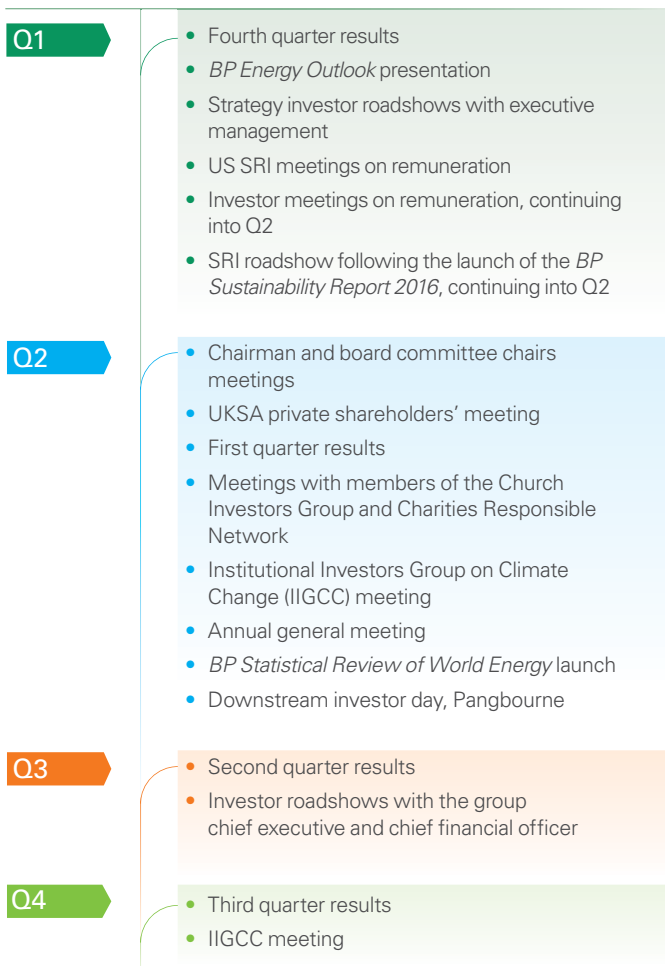 Q1
• Fourth quarter results
• BP Energy Outlook presentation
• Strategy investor roadshows with executive
management
• US SRI meetings on remuneration
• Investor meetings on remuneration, continuing
into Q2
• SRI roadshow following the launch of the BP
Sustainability Report 2016, continuing into Q2
Q2
• Chairman and board committee chairs
meetings
• UKSA private shareholders’ meeting
• First quarter results
• Meetings with members of the Church
Investors Group and Charities Responsible
Network
• Institutional Investors Group on Climate
Change (IIGCC) meeting
• Annual general meeting
• BP Statistical Review of World Energy launch
• Downstream investor day, Pangbourne
Q3
• Second quarter results
• Investor roadshows with the group
chief executive and chief financial officer
Q4
• Third quarter results
• IIGCC meeting